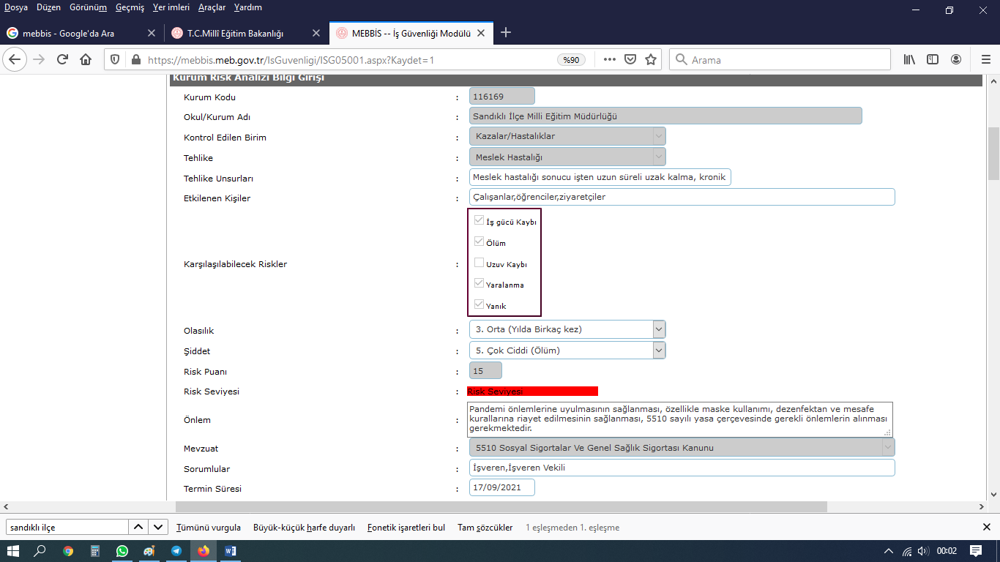 Dosya Düzen Görünüm Geçmiş Yer imleri Araçlar Yardım
mebbis - Google'da Ara
T.C.Millî Eğitim Bakanlığı
MEBBİS -- İş Güvenliği Modülü
https://mebbis.meb.gov.tr/IsGuvenligi/ISG05001.aspx?Kaydet=1
%90
Arama
Kurum Risk Analizi Bilgi Girişi
Kurum Kodu : 116169
Okul/Kurum Adı : Sandıklı İlçe Milli Eğitim Müdürlüğü
Kontrol Edilen Birim : Kazalar/Hastalıklar
Tehlike : Meslek Hastalığı
Tehlike Unsurları : Meslek hastalığı sonucu işten uzun süreli uzak kalma, kronik
Etkilenen Kişiler : Çalışanlar,öğrenciler,ziyaretçiler
Karşılaşılabilecek Riskler :
İş gücü Kaybı
Ölüm
Uzuv Kaybı
Yaralanma
Yanık
Olasılık : 3. Orta (Yılda Birkaç kez)
Şiddet : 5. Çok Ciddi (Ölüm)
Risk Puanı : 15
Risk Seviyesi : Risk Seviyesi
Önlem :
Pandemi önlemlerine uyulmasının sağlanması, özellikle maske kullanımı, dezenfektan ve mesafe
kurallarına riayet edilmesinin sağlanması, 5510 sayılı yasa çerçevesinde gerekli önlemlerin alınması
gerekmektedir.
Mevzuat : 5510 Sosyal Sigortalar Ve Genel Sağlık Sigortası Kanunu
Sorumlular : İşveren,İşveren Vekili
Termin Süresi : 17/09/2021
sandıklı ilçe
Tümünü vurgula Büyük-küçük harfe duyarlı Fonetik işaretleri bul Tam sözcükler 1 eşleşmeden 1. eşleşme
00:02